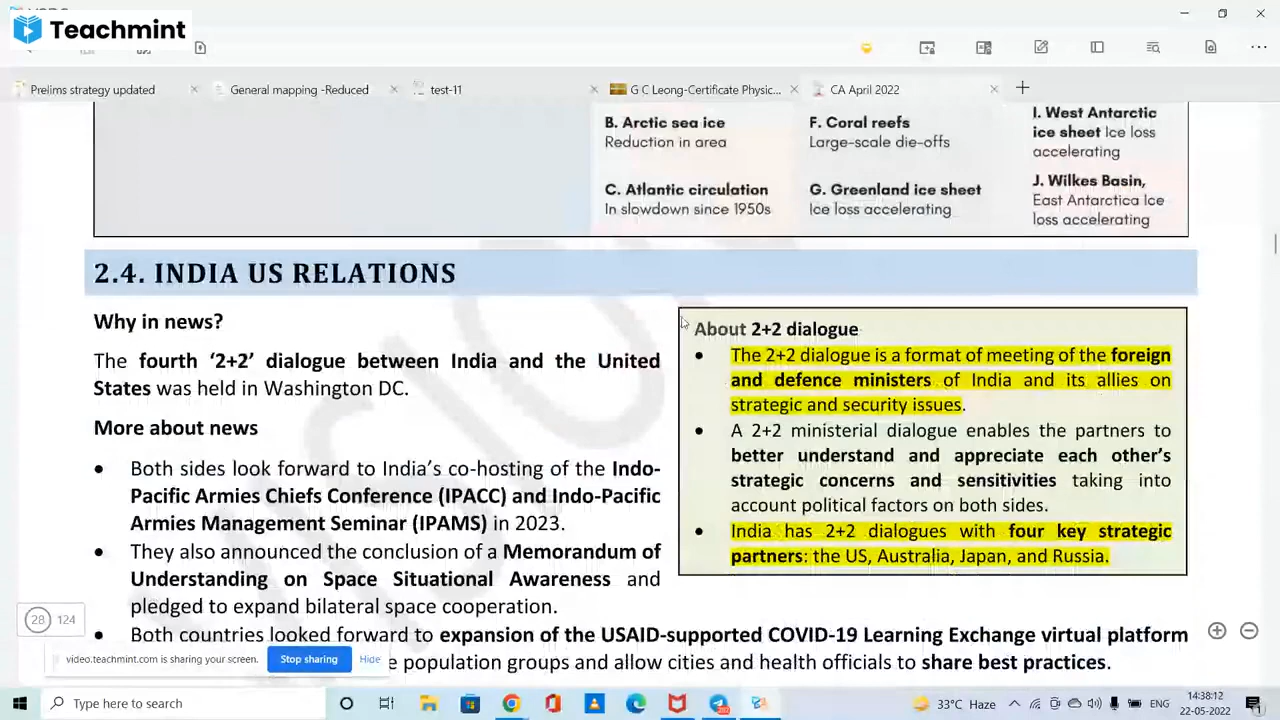 Teachmint
Prelims strategy updated
General mapping -Reduced
test-11
G C Leong-Certificate Physic...
CA April 2022
B. Arctic sea ice
Reduction in area
F. Coral reefs
Large-scale die-offs
I. West Antarctic
ice sheet Ice loss
accelerating
C. Atlantic circulation
In slowdown since 1950s
G. Greenland ice sheet
Ice loss accelerating
J. Wilkes Basin,
East Antarctica Ice
loss accelerating
2.4. INDIA US RELATIONS
Why in news?
The fourth ‘2+2’ dialogue between India and the United
States was held in Washington DC.
More about news
• Both sides look forward to India’s co-hosting of the Indo-
Pacific Armies Chiefs Conference (IPACC) and Indo-Pacific
Armies Management Seminar (IPAMS) in 2023.
• They also announced the conclusion of a Memorandum of
Understanding on Space Situational Awareness and
pledged to expand bilateral space cooperation.
• Both countries looked forward to expansion of the USAID-supported COVID-19 Learning Exchange virtual platform
population groups and allow cities and health officials to share best practices.
About 2+2 dialogue
• The 2+2 dialogue is a format of meeting of the foreign
and defence ministers of India and its allies on
strategic and security issues.
• A 2+2 ministerial dialogue enables the partners to
better understand and appreciate each other’s
strategic concerns and sensitivities taking into
account political factors on both sides.
• India has 2+2 dialogues with four key strategic
partners: the US, Australia, Japan, and Russia.
28 124
video.teachmint.com is sharing your screen.
Stop sharing
Hide
Type here to search
33°C Haze
ENG
14:38:12
22-05-2022